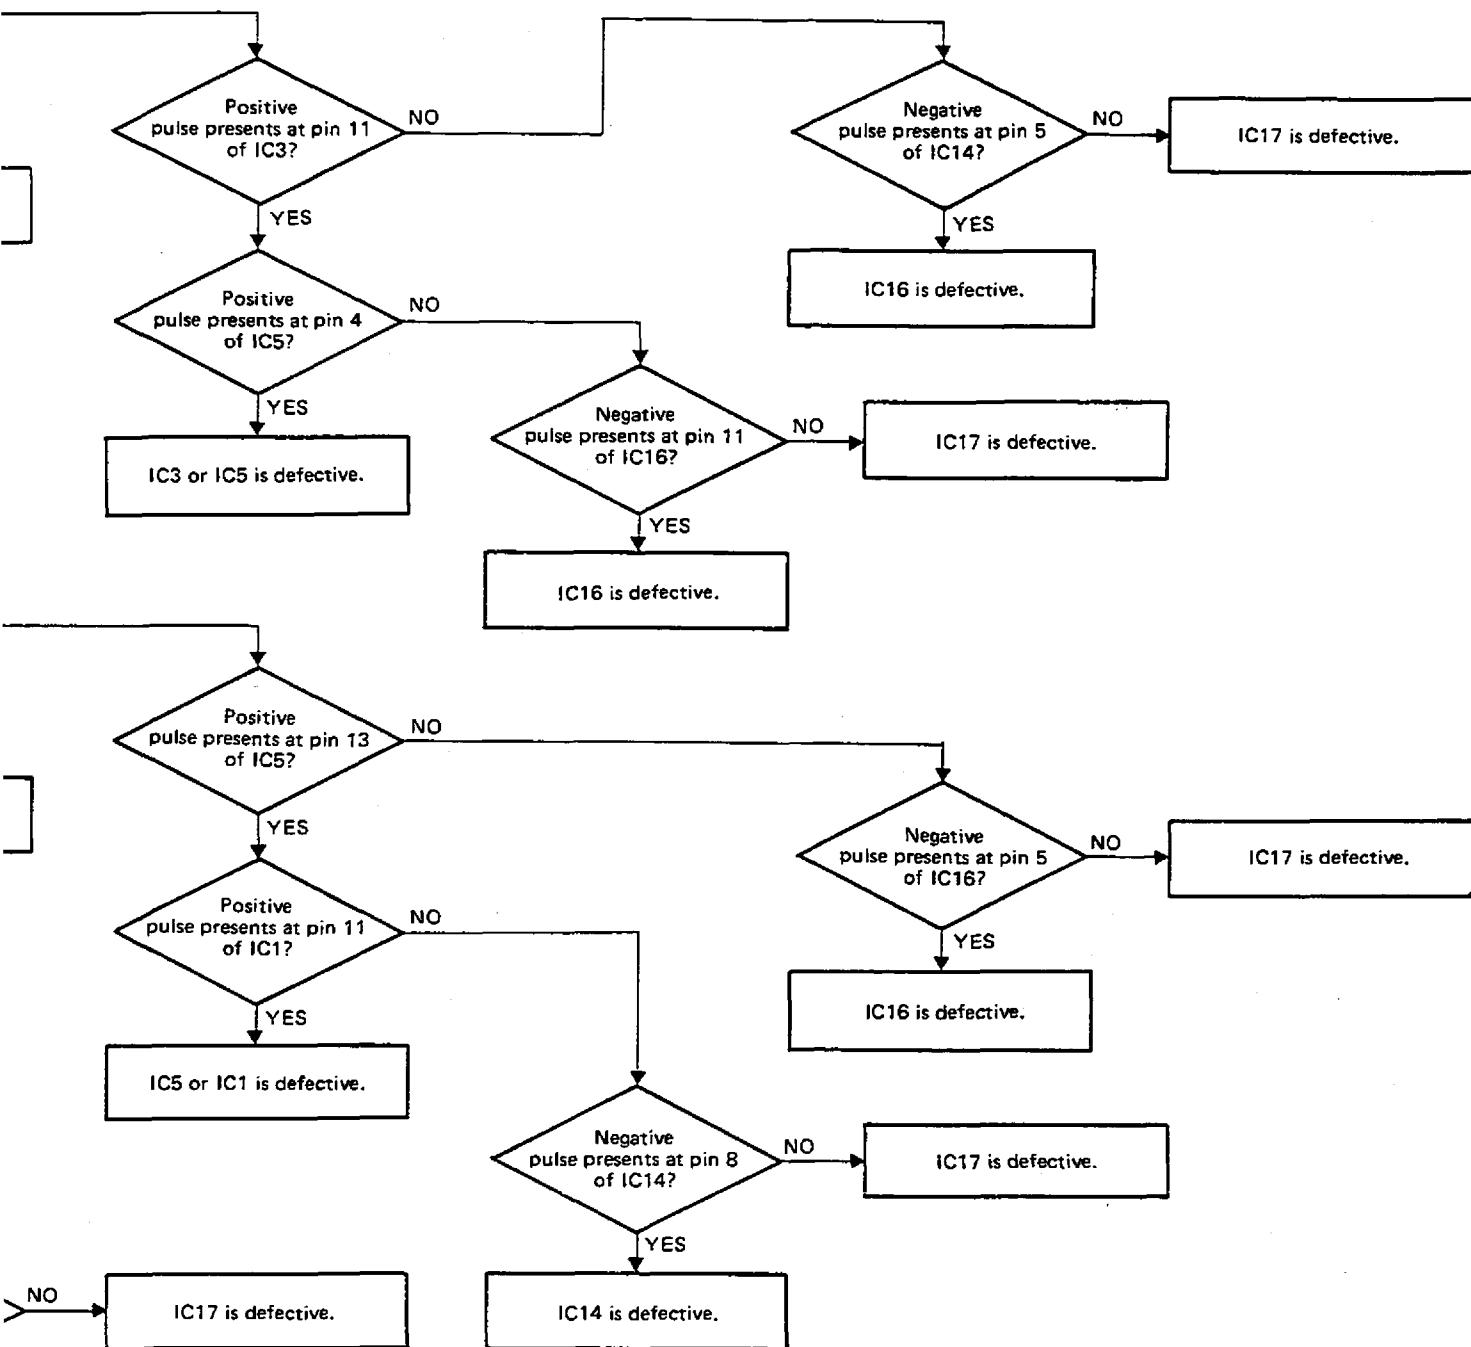 Positive
pulse presents at pin 11
of IC3?
NO
YES
Negative
pulse presents at pin 5
of IC14?
NO
IC17 is defective.
YES
IC16 is defective.
Positive
pulse presents at pin 4
of IC5?
NO
YES
IC3 or IC5 is defective.
Negative
pulse presents at pin 11
of IC16?
NO
IC17 is defective.
YES
IC16 is defective.
Positive
pulse presents at pin 13
of IC5?
NO
YES
Negative
pulse presents at pin 5
of IC16?
NO
IC17 is defective.
YES
IC16 is defective.
Positive
pulse presents at pin 11
of IC1?
NO
YES
IC5 or IC1 is defective.
Negative
pulse presents at pin 8
of IC14?
NO
IC17 is defective.
YES
IC14 is defective.
NO
IC17 is defective.